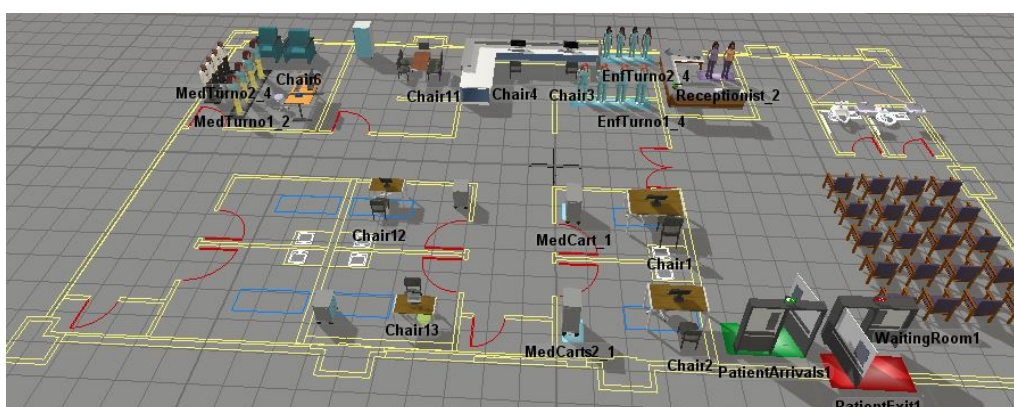 Chair6
MedTurno2_4
MedTurno1_2
Chair11
Chair4
Chair3
EnfTurno2_4
EnfTurno1_4
Receptionist_2
Chair12
MedCart_1
Chair1
Chair13
MedCarts2_1
Chair2
PatientArrivals1
WaitingRoom1
PatientExit1